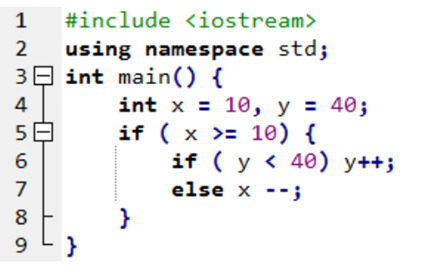 1 #include <iostream>
2 using namespace std;
3 int main() {
4 int x = 10, y = 40;
5 if ( x >= 10) {
6 if ( y < 40) y++;
7 else x --;
8 }
9 }